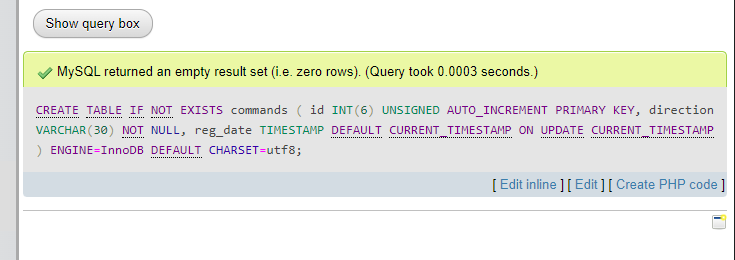 Show query box
MySQL returned an empty result set (i.e. zero rows). (Query took 0.0003 seconds.)
CREATE TABLE IF NOT EXISTS commands ( id INT(6) UNSIGNED AUTO_INCREMENT PRIMARY KEY, direction
VARCHAR(30) NOT NULL, reg_date TIMESTAMP DEFAULT CURRENT_TIMESTAMP ON UPDATE CURRENT_TIMESTAMP
) ENGINE=InnoDB DEFAULT CHARSET=utf8;
[ Edit inline ] [ Edit ] [ Create PHP code ]